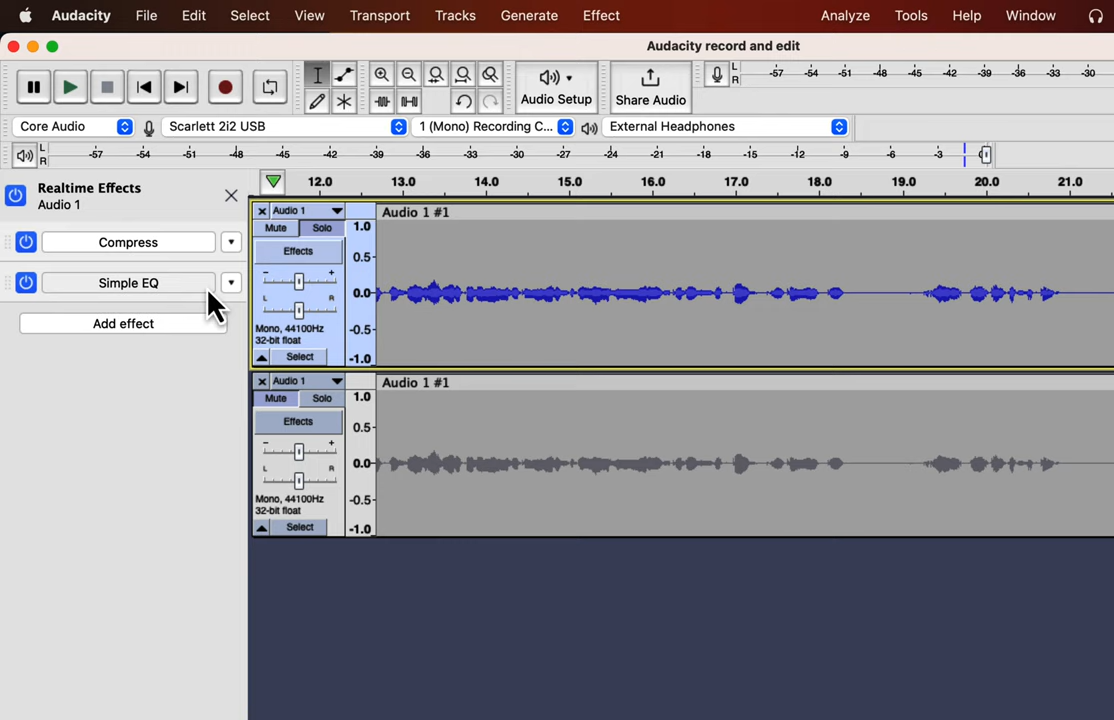 Audacity File Edit Select View Transport Tracks Generate Effect Analyze Tools Help Window
Audacity record and edit
Audio Setup
Share Audio
L
R
-57 -54 -51 -48 -45 -42 -39 -36 -33 -30
Core Audio
Scarlett 2i2 USB
1 (Mono) Recording C...
External Headphones
L
R
-57 -54 -51 -48 -45 -42 -39 -36 -33 -30 -27 -24 -21 -18 -15 -12 -9 -6 -3
12.0 13.0 14.0 15.0 16.0 17.0 18.0 19.0 20.0 21.0
Realtime Effects
Audio 1
Compress
Simple EQ
Add effect
Audio 1
Mute Solo
Effects
- +
L R
Mono, 44100Hz
32-bit float
Select
1.0
0.5-
0.0-
-0.5-
-1.0
Audio 1 #1
Audio 1
Mute Solo
Effects
- +
L R
Mono, 44100Hz
32-bit float
Select
1.0
0.5-
0.0-
-0.5-
-1.0
Audio 1 #1